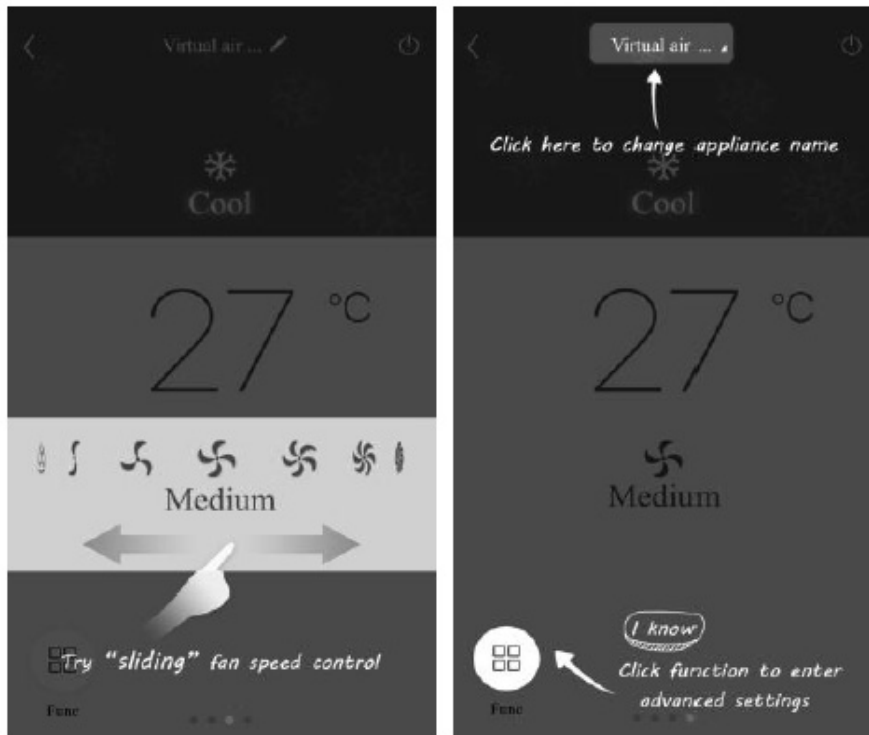 Virtual air ...
Cool
27 °C
Medium
Try "sliding" fan speed control
Func
Virtual air ...
Click here to change appliance name
Cool
27 °C
Medium
I know
Click function to enter
advanced settings
Func